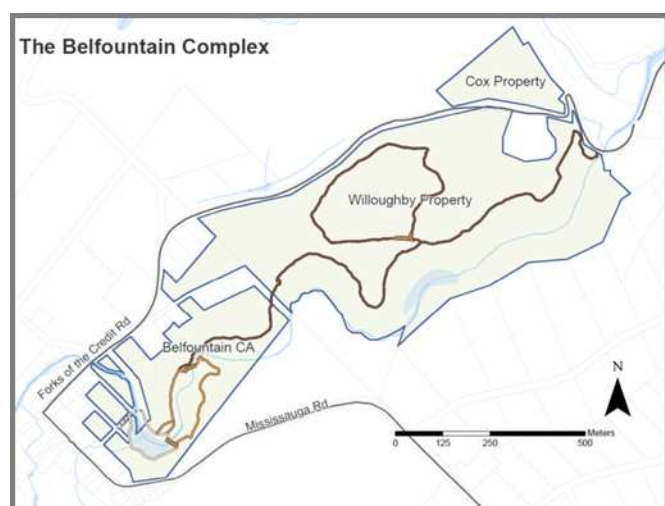 The Belfountain Complex
Cox Property
Willoughby Property
Belfountain CA
Forks of the Credit Rd
Mississauga Rd
N
Meters
0 125 250 500